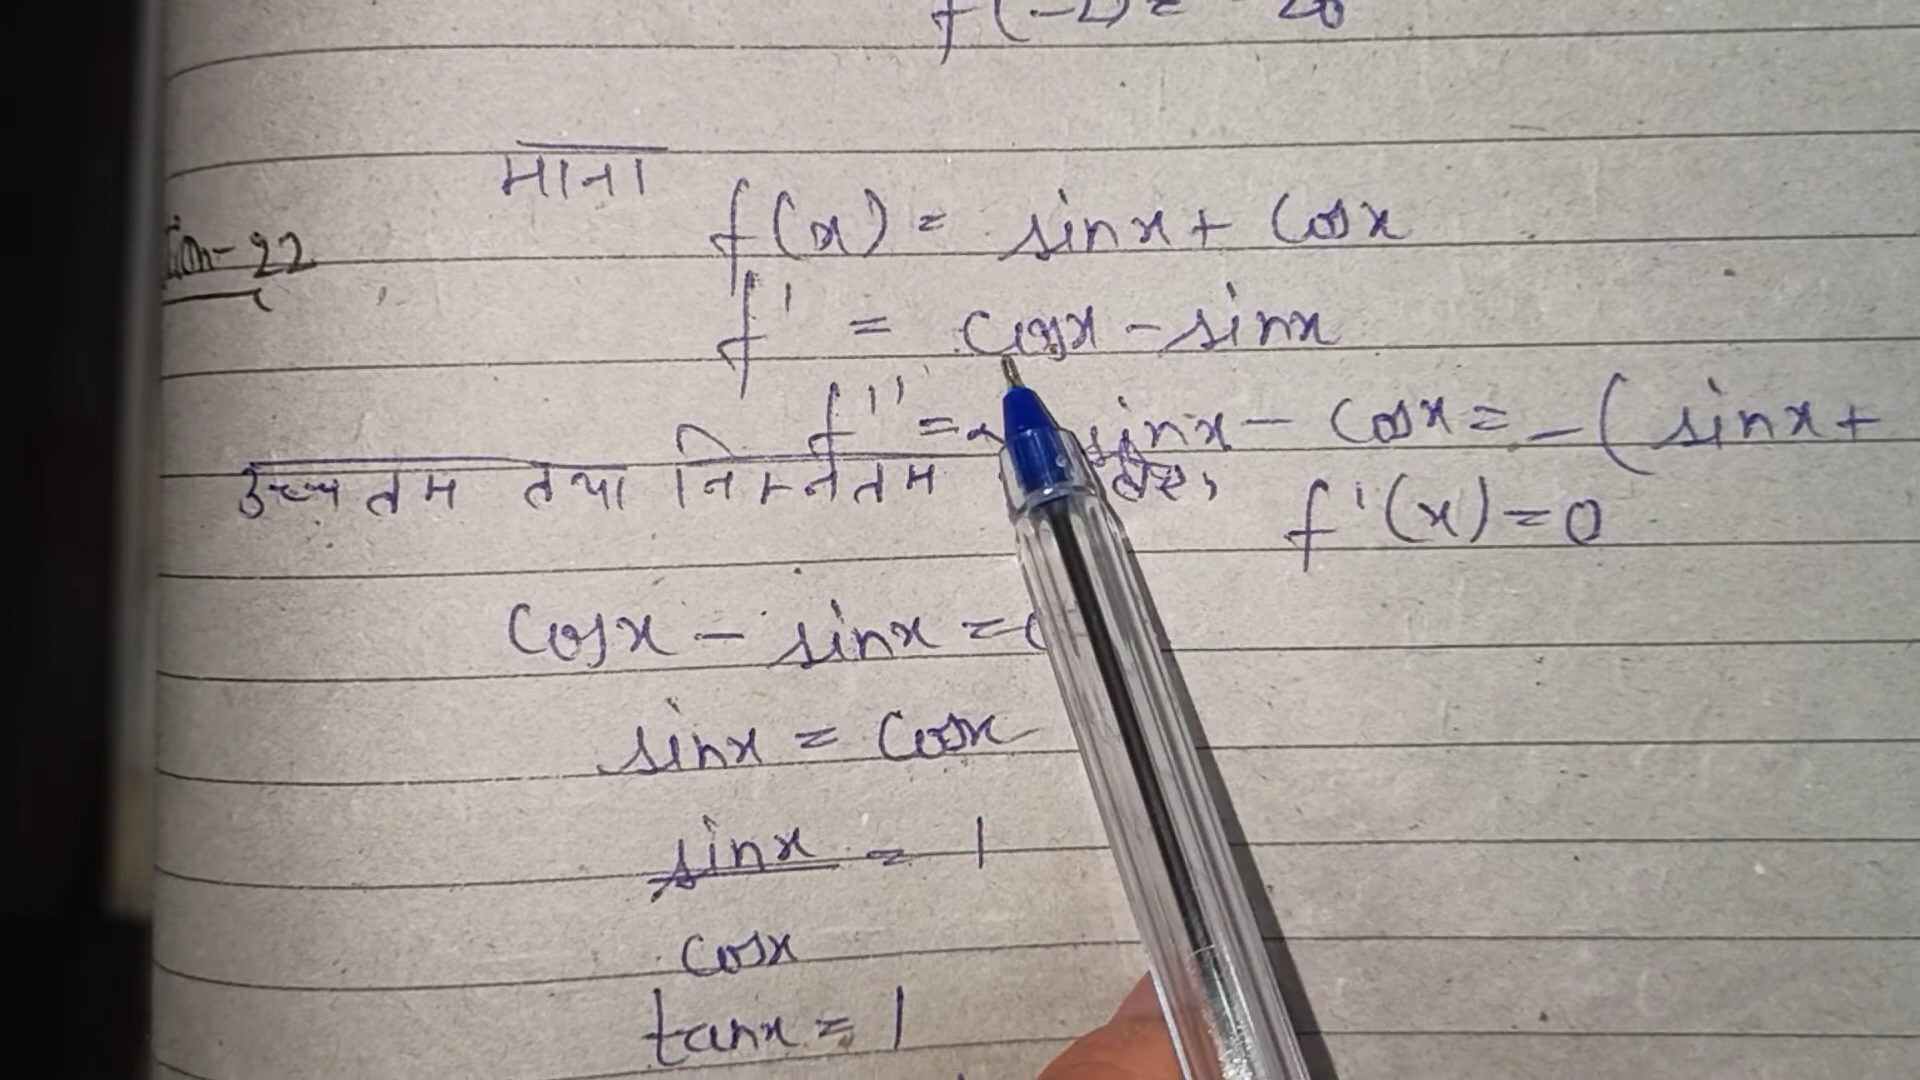 माना
f(x) = sinx + Cosx
-22
f' = cosx - sinx
f'' = sinx - Cosx = -(sinx +
उच्चतम तथा निम्नतम
f'(x) = 0
Cosx - sinx =
sinx = Cosx
sinx = 1
cosx
tanx = 1